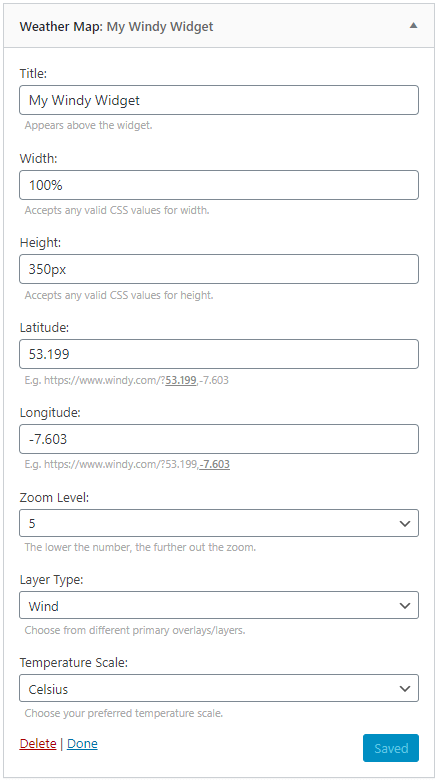 Weather Map: My Windy Widget
Title:
My Windy Widget
Appears above the widget.
Width:
100%
Accepts any valid CSS values for width.
Height:
350px
Accepts any valid CSS values for height.
Latitude:
53.199
E.g. https://www.windy.com/?53.199,-7.603
Longitude:
-7.603
E.g. https://www.windy.com/?53.199,-7.603
Zoom Level:
5
The lower the number, the further out the zoom.
Layer Type:
Wind
Choose from different primary overlays/layers.
Temperature Scale:
Celsius
Choose your preferred temperature scale.
Delete | Done Saved